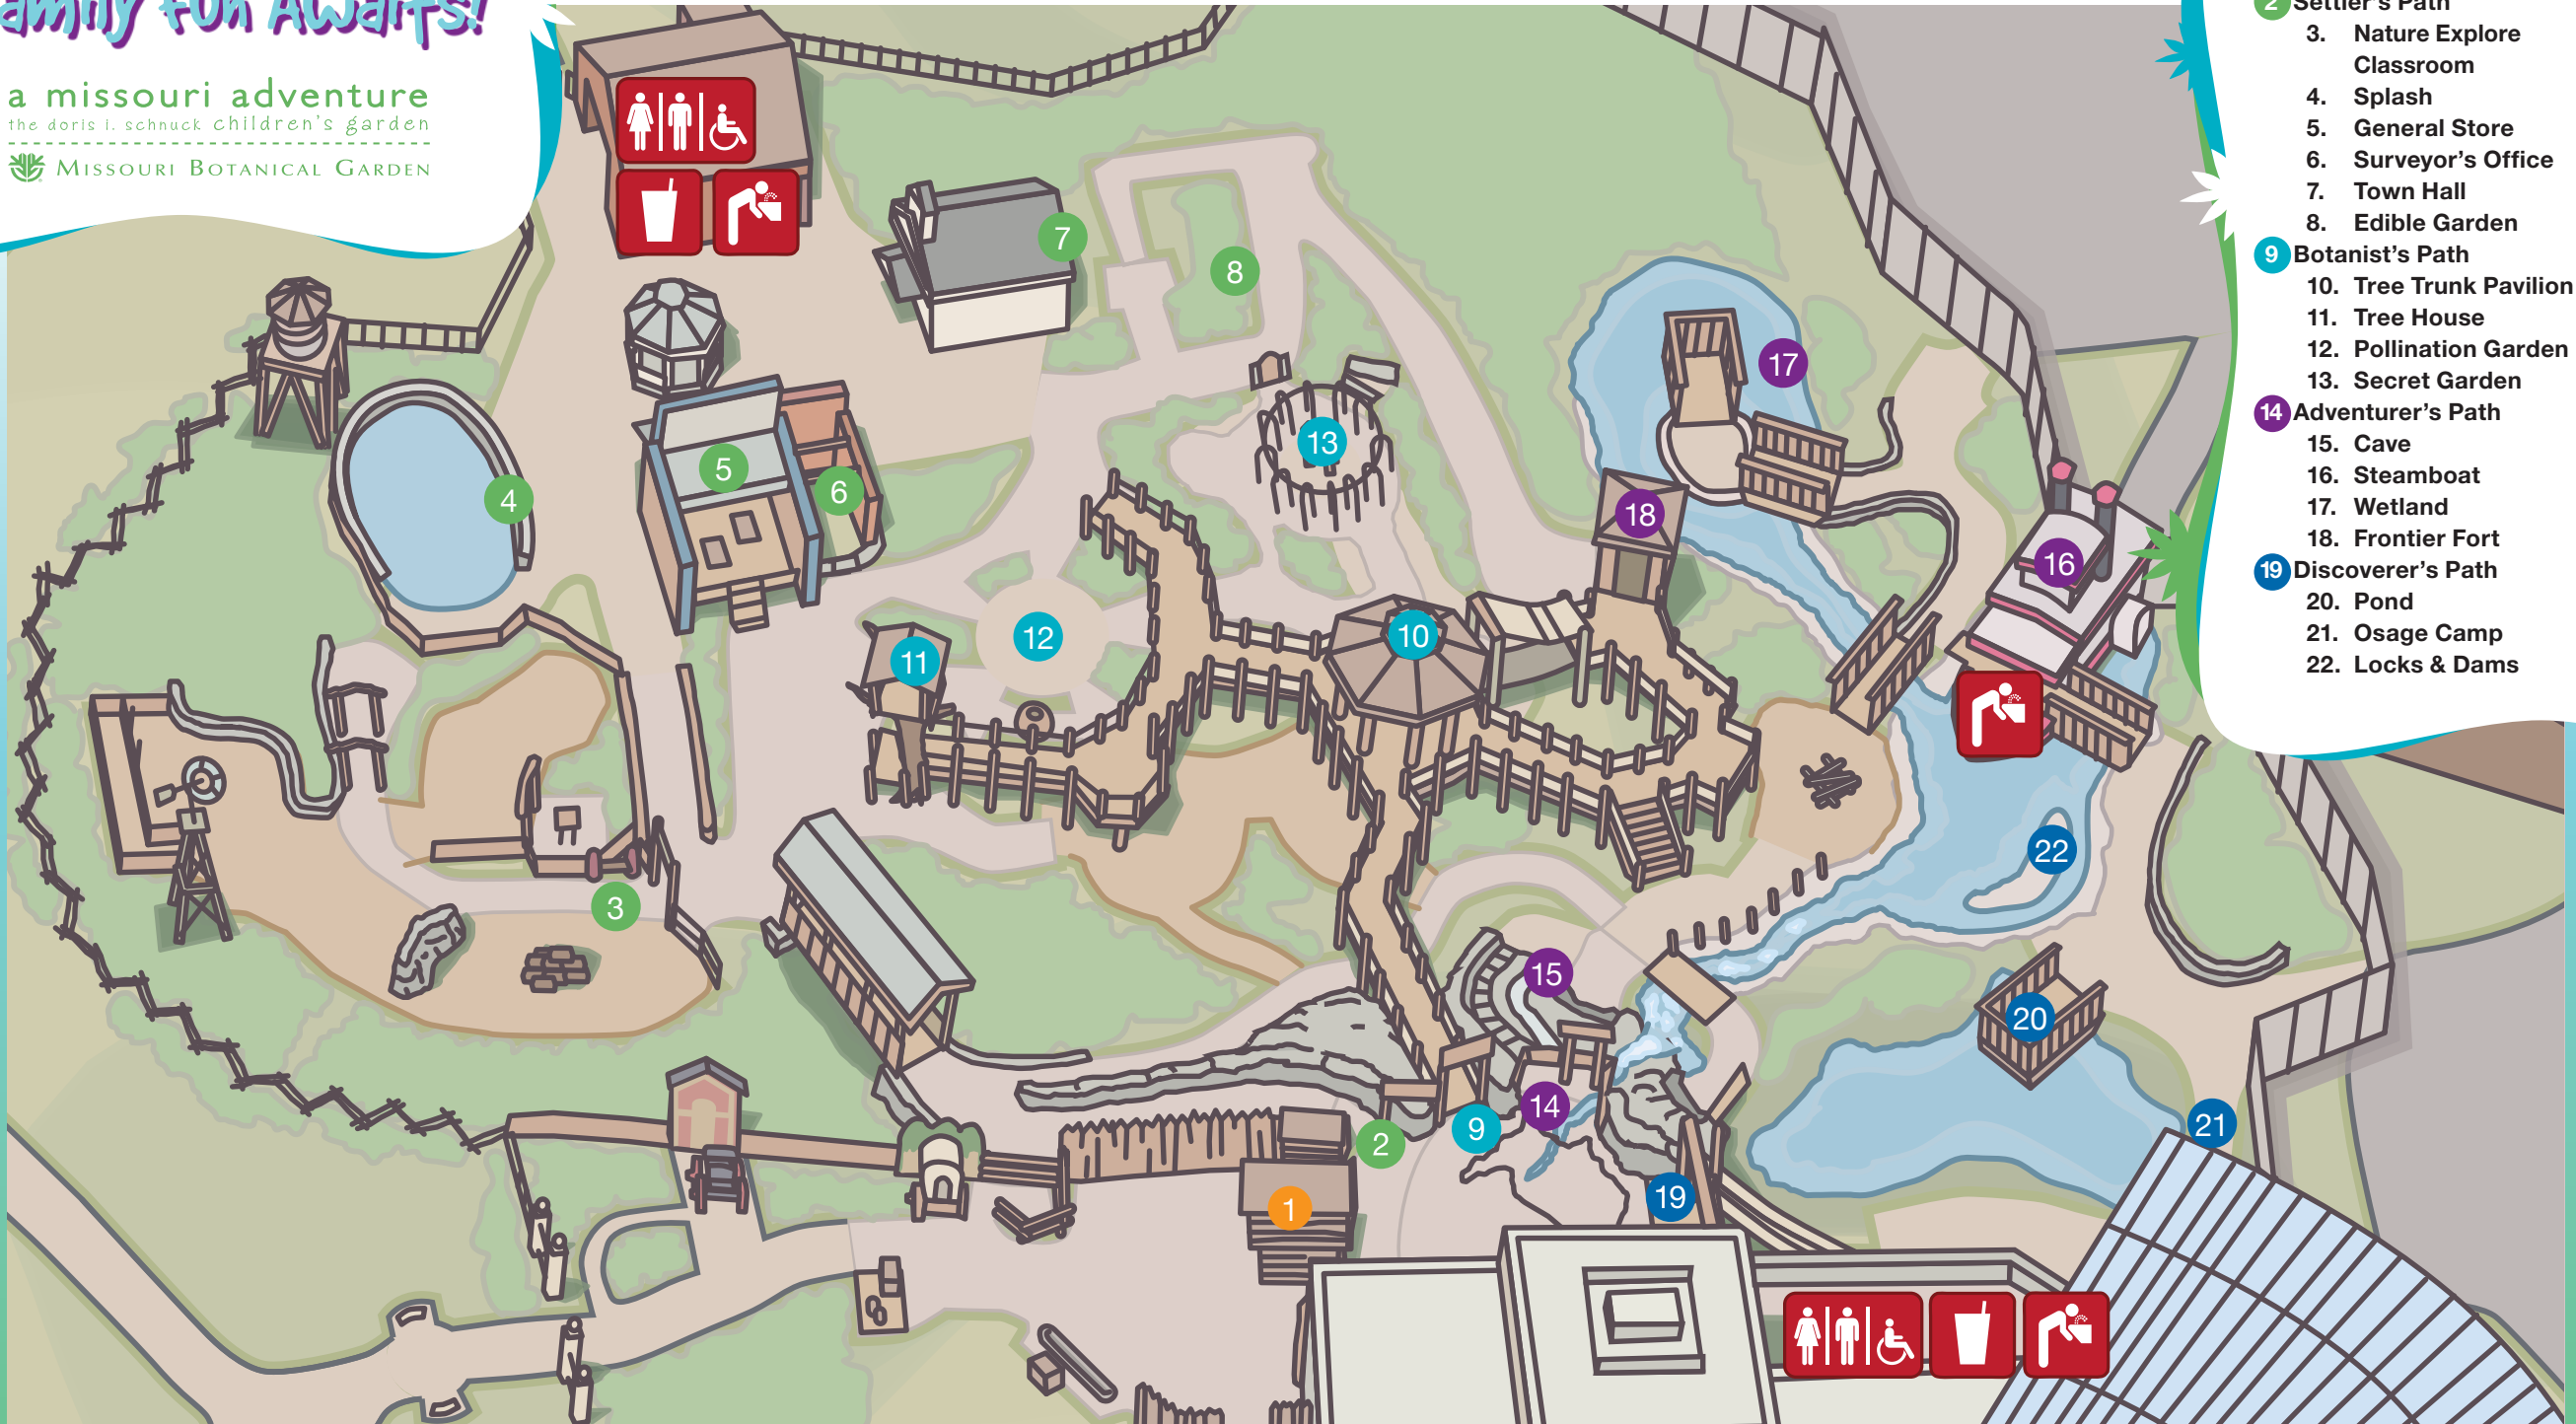 amily fun Awaits!
a missouri adventure
the doris i. schnuck children's garden
MISSOURI BOTANICAL GARDEN
2 Settler's Path
3. Nature Explore
Classroom
4. Splash
5. General Store
6. Surveyor's Office
7. Town Hall
8. Edible Garden
9 Botanist's Path
10. Tree Trunk Pavilion
11. Tree House
12. Pollination Garden
13. Secret Garden
14 Adventurer's Path
15. Cave
16. Steamboat
17. Wetland
18. Frontier Fort
19 Discoverer's Path
20. Pond
21. Osage Camp
22. Locks & Dams
7
8
17
13
5
6
4
18
16
10
12
11
22
3
15
20
14
21
9
2
19
1